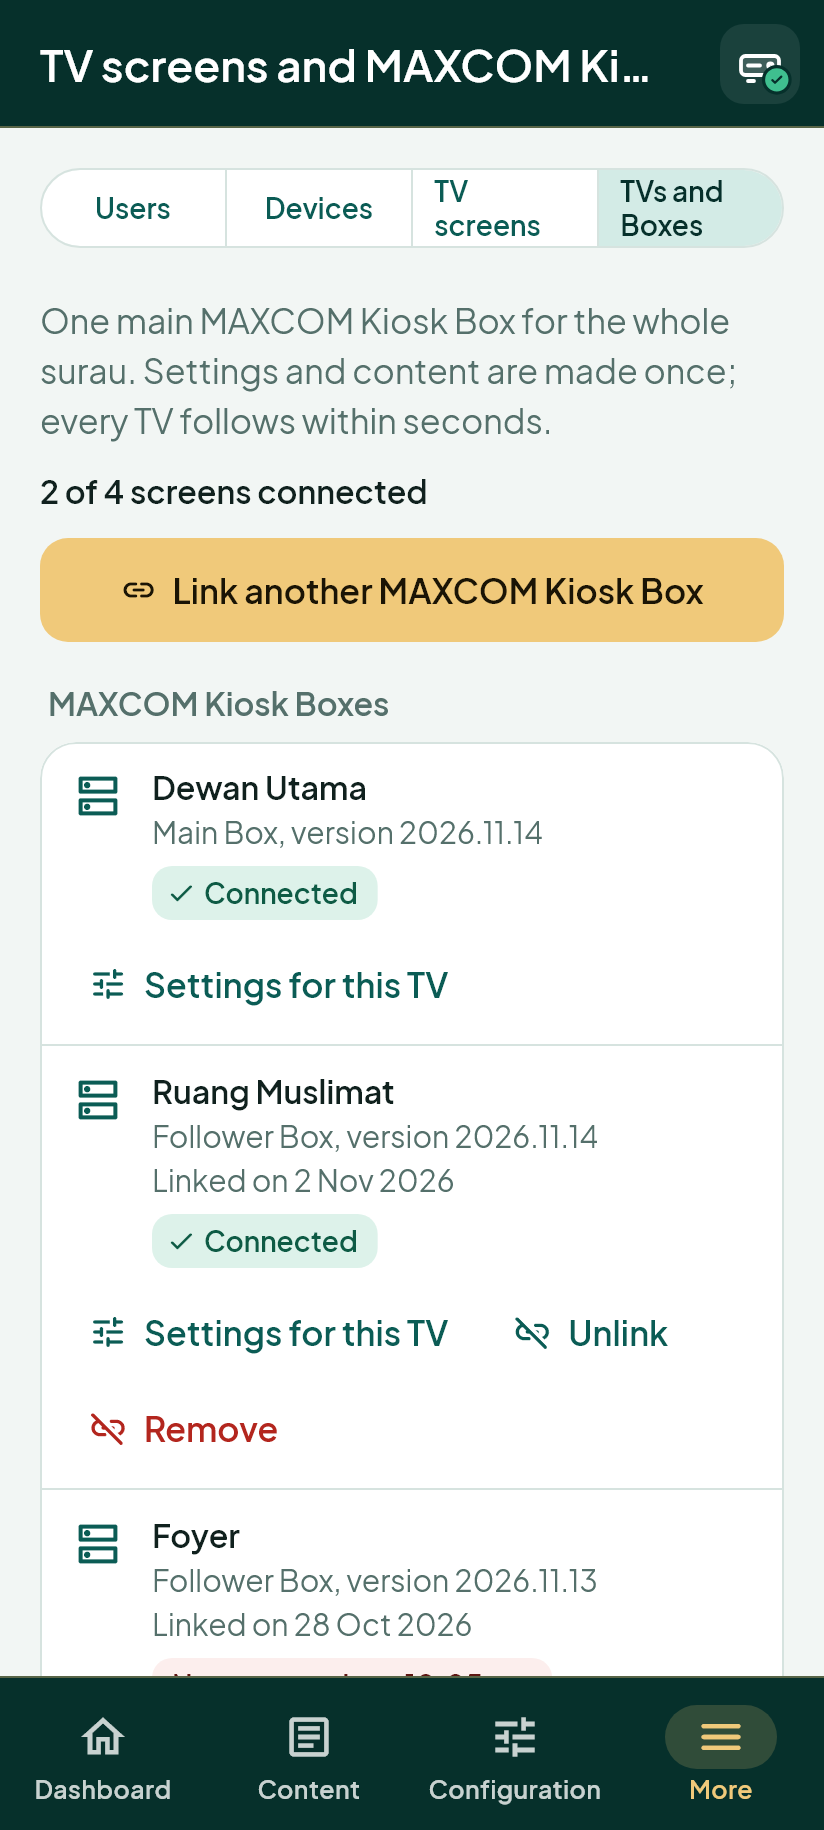 TV screens and MAXCOM Ki...
Users
Devices
TV
screens
TVs and
Boxes
One main MAXCOM Kiosk Box for the whole
surau. Settings and content are made once;
every TV follows within seconds.
2 of 4 screens connected
Link another MAXCOM Kiosk Box
MAXCOM Kiosk Boxes
Dewan Utama
Main Box, version 2026.11.14
Connected
Settings for this TV
Ruang Muslimat
Follower Box, version 2026.11.14
Linked on 2 Nov 2026
Connected
Settings for this TV
Unlink
Remove
Foyer
Follower Box, version 2026.11.13
Linked on 28 Oct 2026
Dashboard
Content
Configuration
More